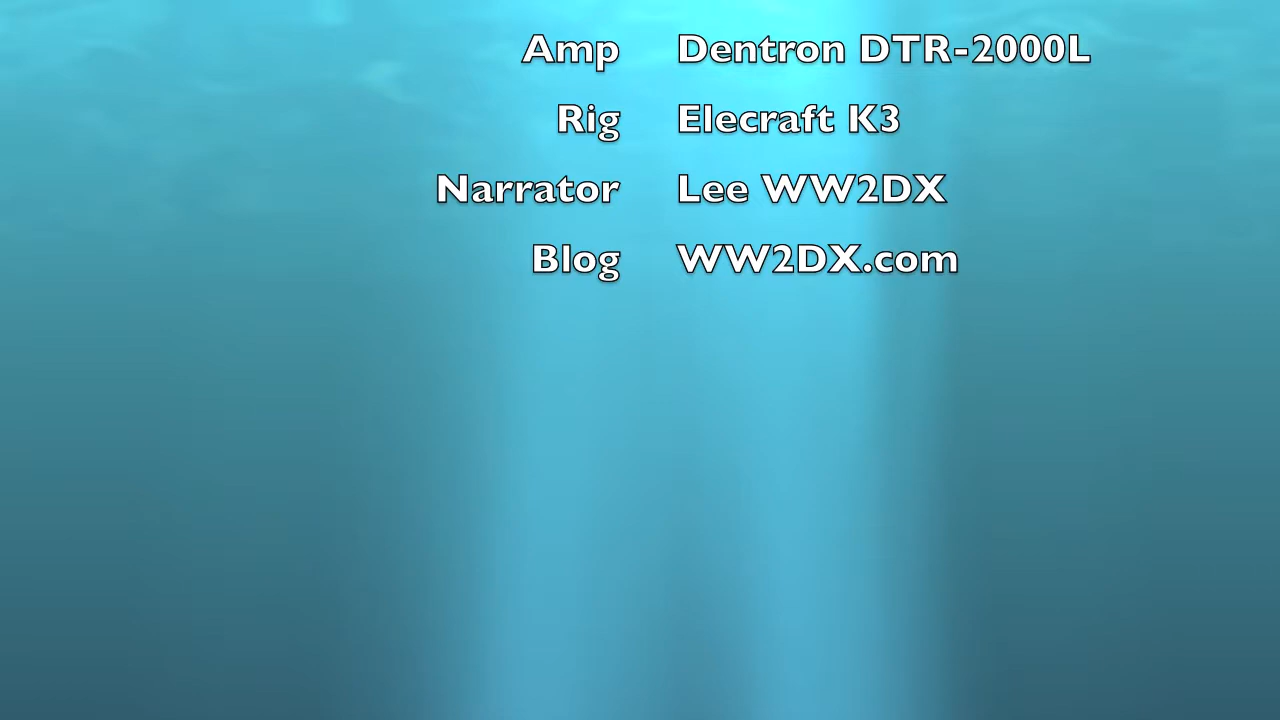 Amp Dentron DTR-2000L
Rig Elecraft K3
Narrator Lee WW2DX
Blog WW2DX.com